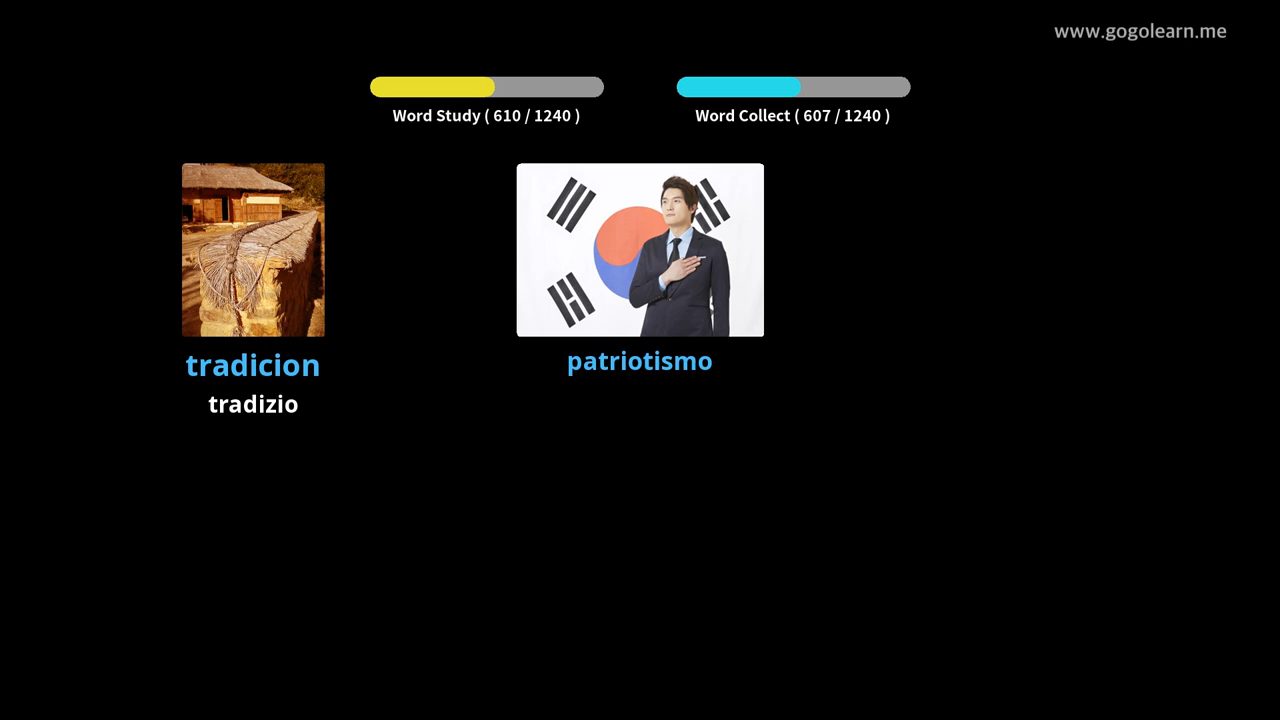 www.gogolearn.me
Word Study ( 610 / 1240 )
Word Collect ( 607 / 1240 )
tradicion
tradizio
patriotismo